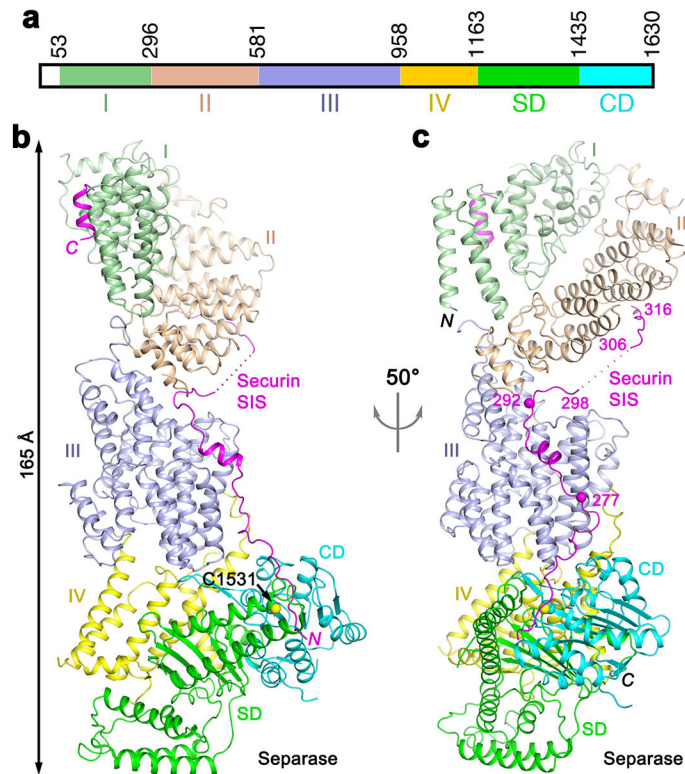 a
53 296 581 958 1163 1435 1630
I II III IV SD CD
b
c
I
I
II
II
C
N
316
306
Securin
SIS
Securin
SIS
50°
292
298
165 Å
III
III
277
CD
CD
C1531
IV
IV
N
C
SD
SD
Separase
Separase